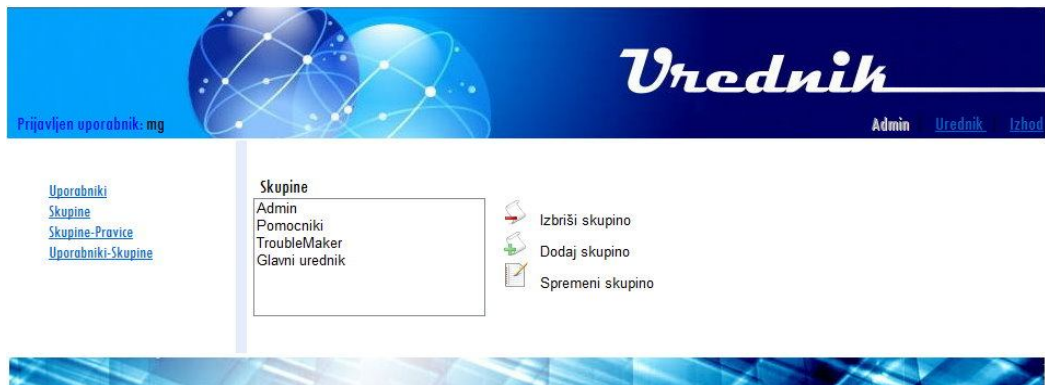 Urednik
Prijavljen uporabnik: mg
Admin Urednik Izhod
Uporabniki
Skupine
Skupine-Pravice
Uporabniki-Skupine
Skupine
Admin
Pomocniki
TroubleMaker
Glavni urednik
Izbriši skupino
Dodaj skupino
Spremeni skupino